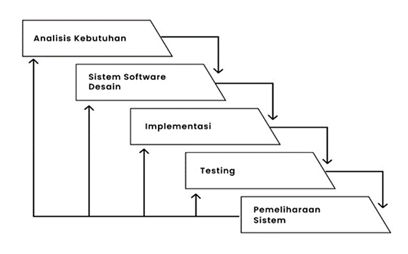 Analisis Kebutuhan
Sistem Software
Desain
Implementasi
Testing
Pemeliharaan
Sistem